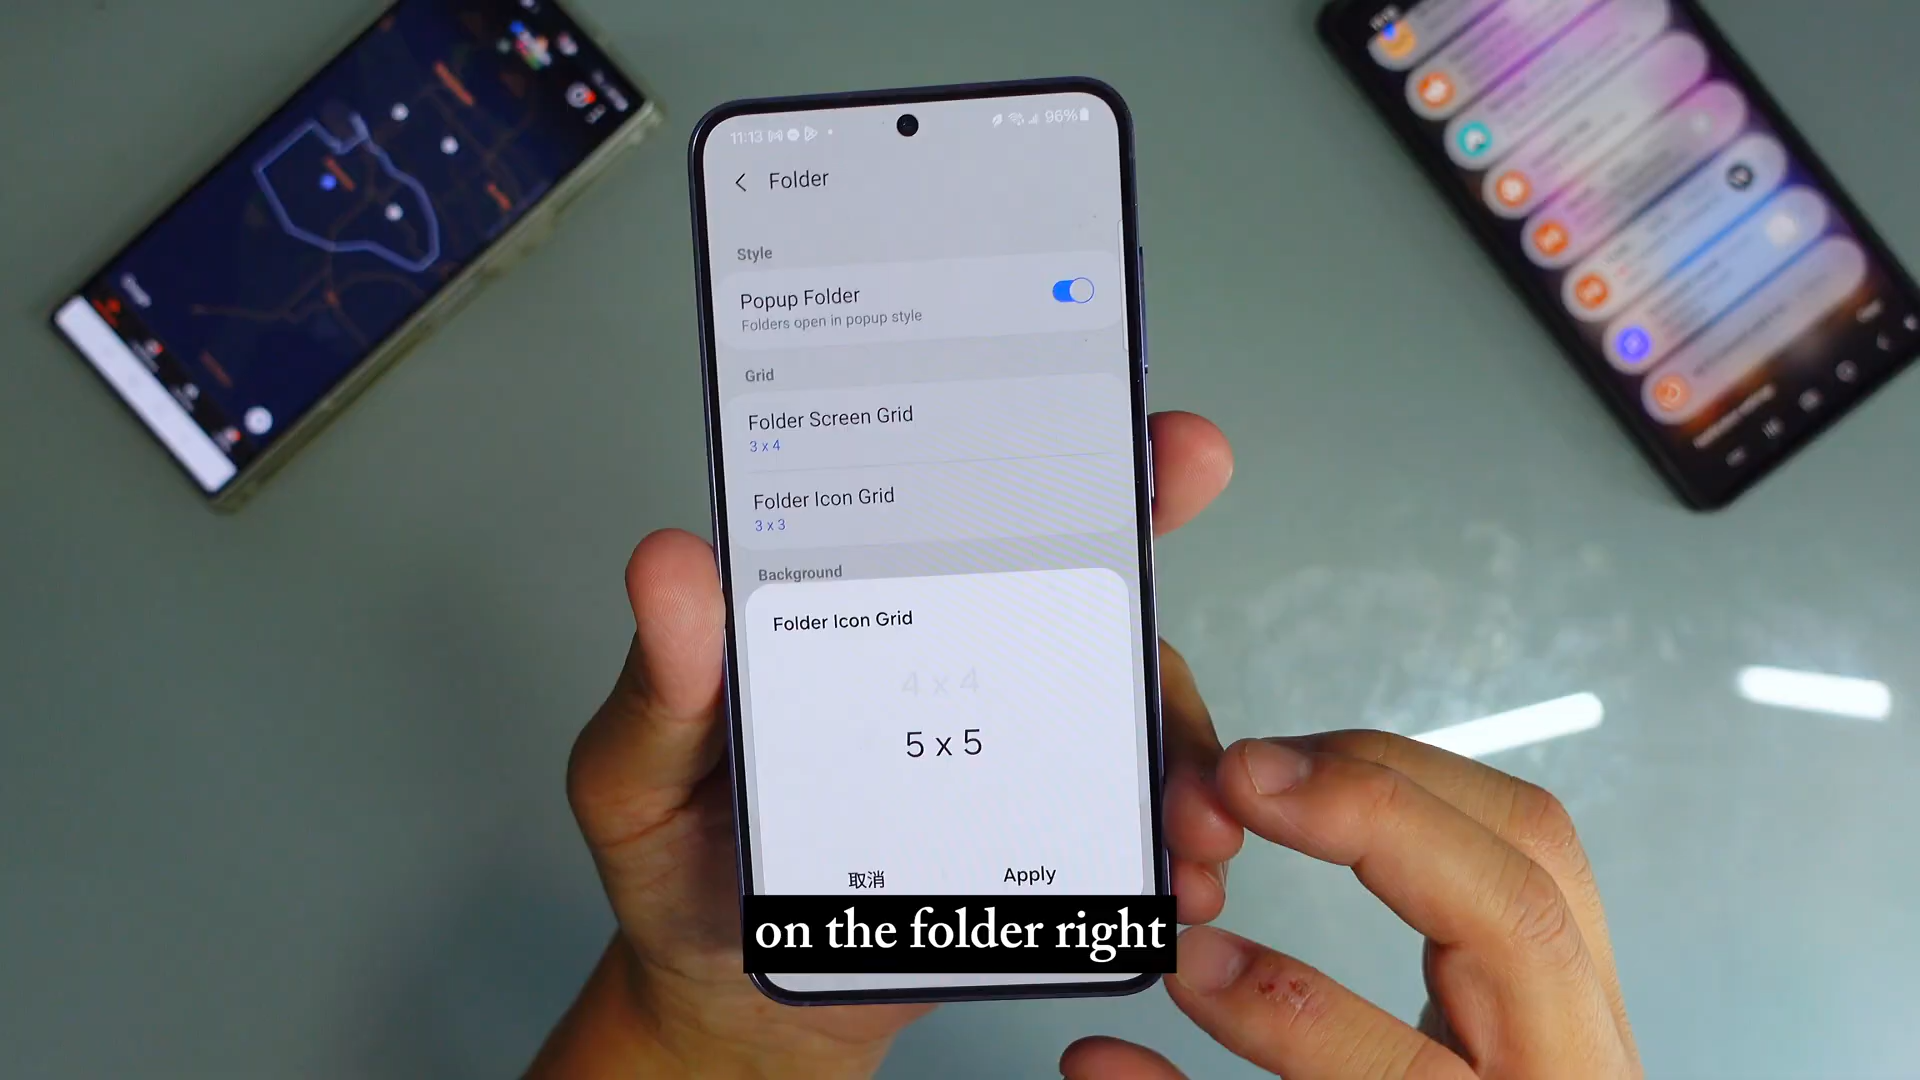 11:13
96%
Folder
Style
Popup Folder
Folders open in popup style
Grid
Folder Screen Grid
3 x 4
Folder Icon Grid
3 x 3
Background
Folder Icon Grid
4 x 4
5 x 5
取消
Apply
on the folder right